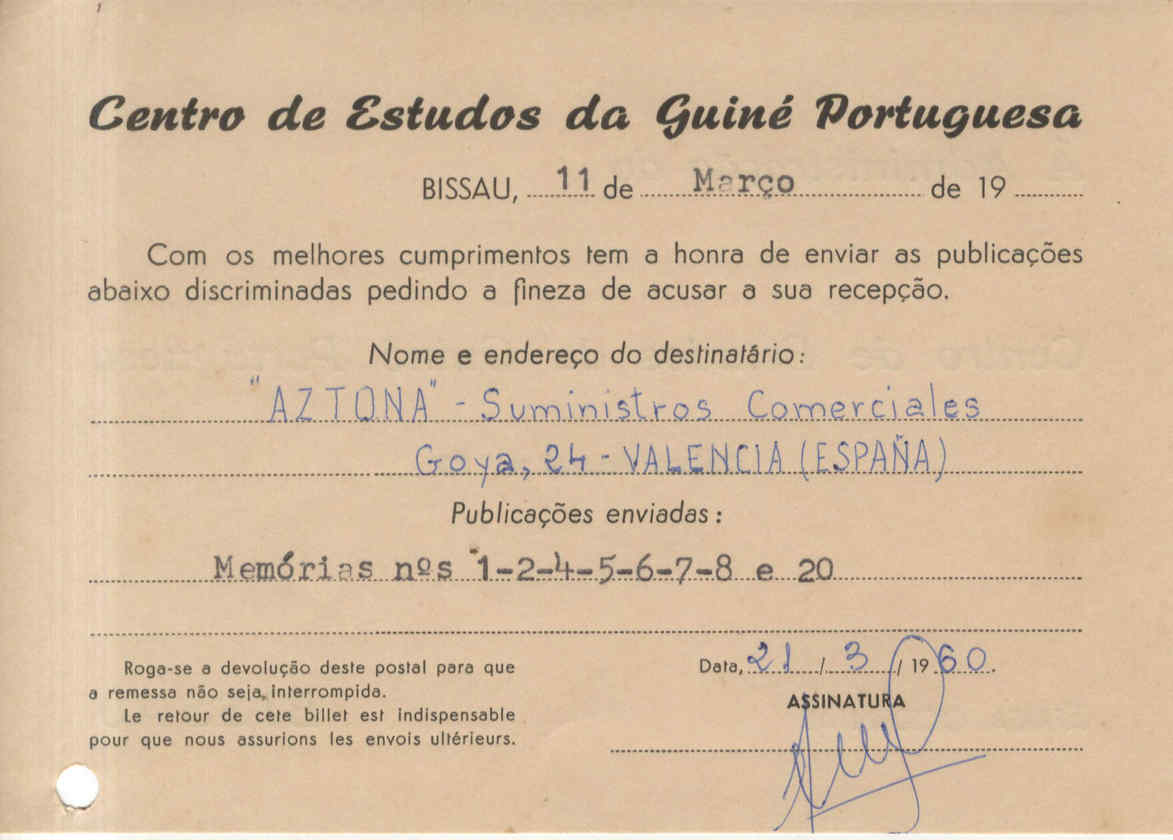 Centro de Estudos da Guiné Portuguesa
BISSAU, 11 de Março de 19
Com os melhores cumprimentos tem a honra de enviar as publicações
abaixo discriminadas pedindo a fineza de acusar a sua recepção.
Nome e endereço do destinatário:
"AZTONA" - Suministros Comerciales
Goya, 24 - VALENCIA (ESPAÑA)
Publicações enviadas:
Memórias nºs 1-2-4-5-6-7-8 e 20
Roga-se a devolução deste postal para que
a remessa não seja interrompida.
Le retour de cete billet est indispensable
pour que nous assurions les envois ultérieurs.
Data, 21 / 3 / 19 60.
ASSINATURA